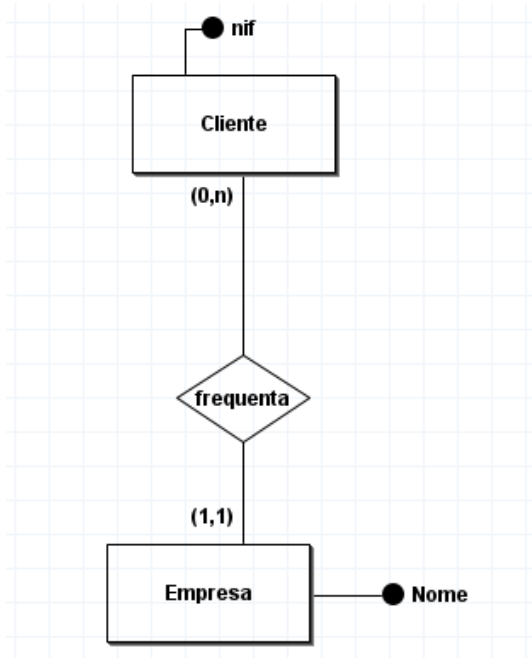 nif
Cliente
(0,n)
frequenta
(1,1)
Empresa
Nome